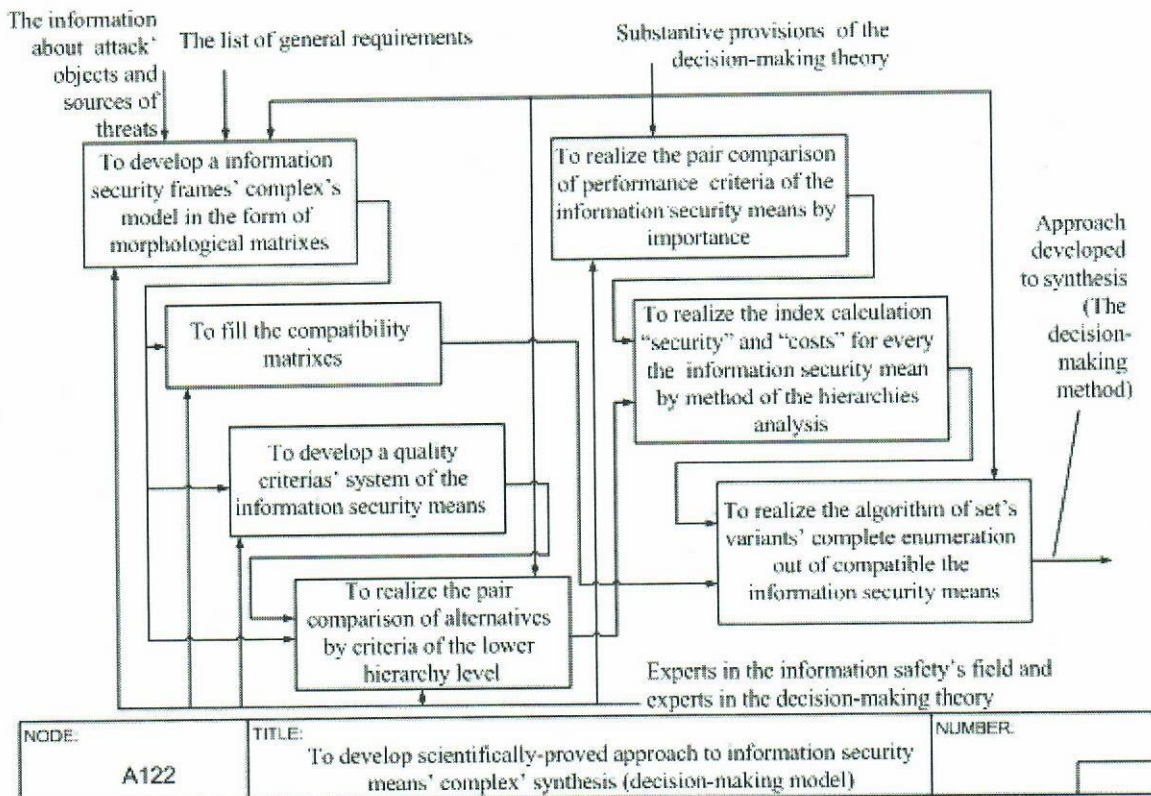 The information
about attack'
objects and
sources of
threats
The list of general requirements
Substantive provisions of the
decision-making theory
To develop a information
security frames' complex's
model in the form of
morphological matrixes
To realize the pair comparison
of performance criteria of the
information security means by
importance
Approach
developed
to synthesis
(The
decision-
making
method)
To fill the compatibility
matrixes
To realize the index calculation
"security" and "costs" for every
the information security mean
by method of the hierarchies
analysis
To develop a quality
criterias' system of the
information security means
To realize the algorithm of set's
variants' complete enumeration
out of compatible the
information security means
To realize the pair
comparison of alternatives
by criteria of the lower
hierarchy level
Experts in the information safety's field and
experts in the decision-making theory
NODE:
A122
TITLE:
To develop scientifically-proved approach to information security
means' complex' synthesis (decision-making model)
NUMBER: